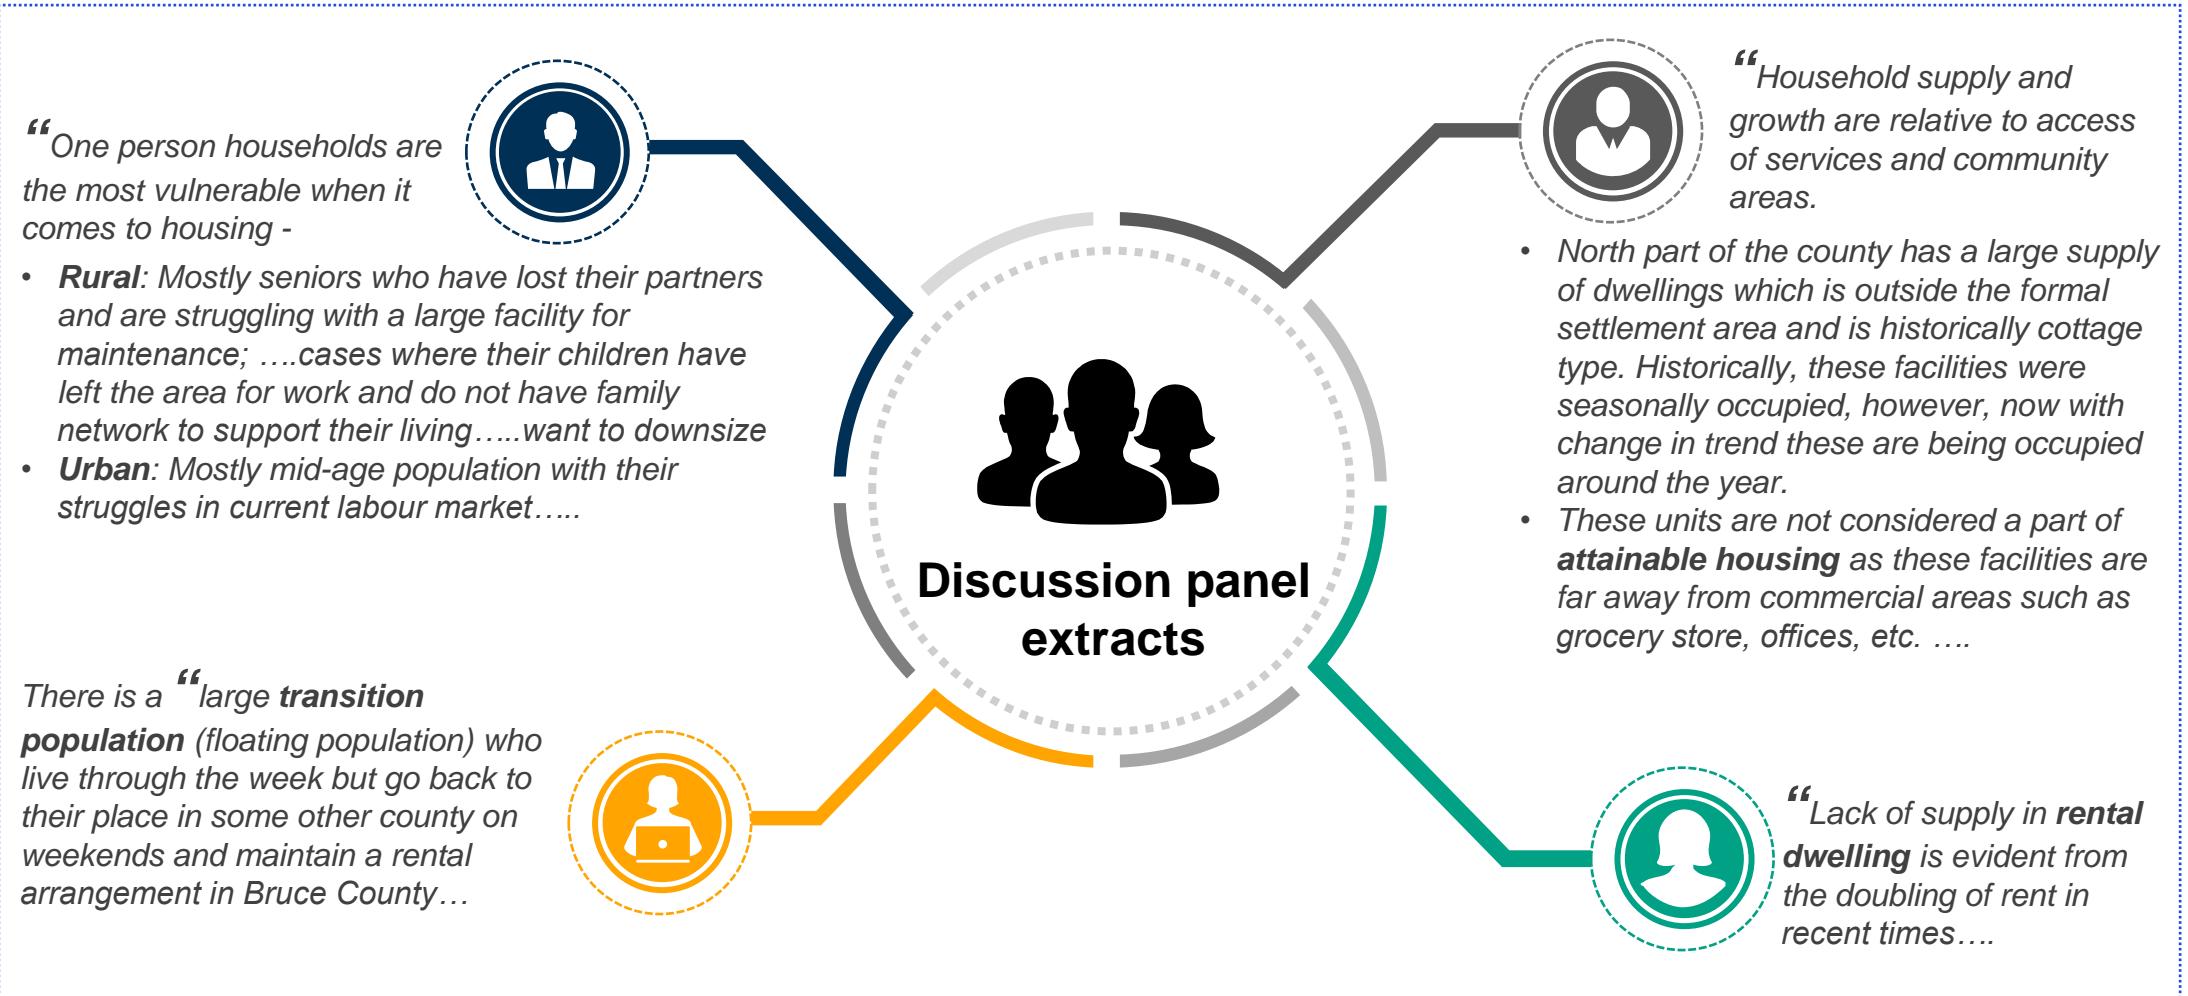 “One person households are
the most vulnerable when it
comes to housing -
• Rural: Mostly seniors who have lost their partners
and are struggling with a large facility for
maintenance; ….cases where their children have
left the area for work and do not have family
network to support their living…..want to downsize
• Urban: Mostly mid-age population with their
struggles in current labour market…..
There is a “large transition
population (floating population) who
live through the week but go back to
their place in some other county on
weekends and maintain a rental
arrangement in Bruce County…
Discussion panel
extracts
“Household supply and
growth are relative to access
of services and community
areas.
• North part of the county has a large supply
of dwellings which is outside the formal
settlement area and is historically cottage
type. Historically, these facilities were
seasonally occupied, however, now with
change in trend these are being occupied
around the year.
• These units are not considered a part of
attainable housing as these facilities are
far away from commercial areas such as
grocery store, offices, etc. ….
“Lack of supply in rental
dwelling is evident from
the doubling of rent in
recent times….